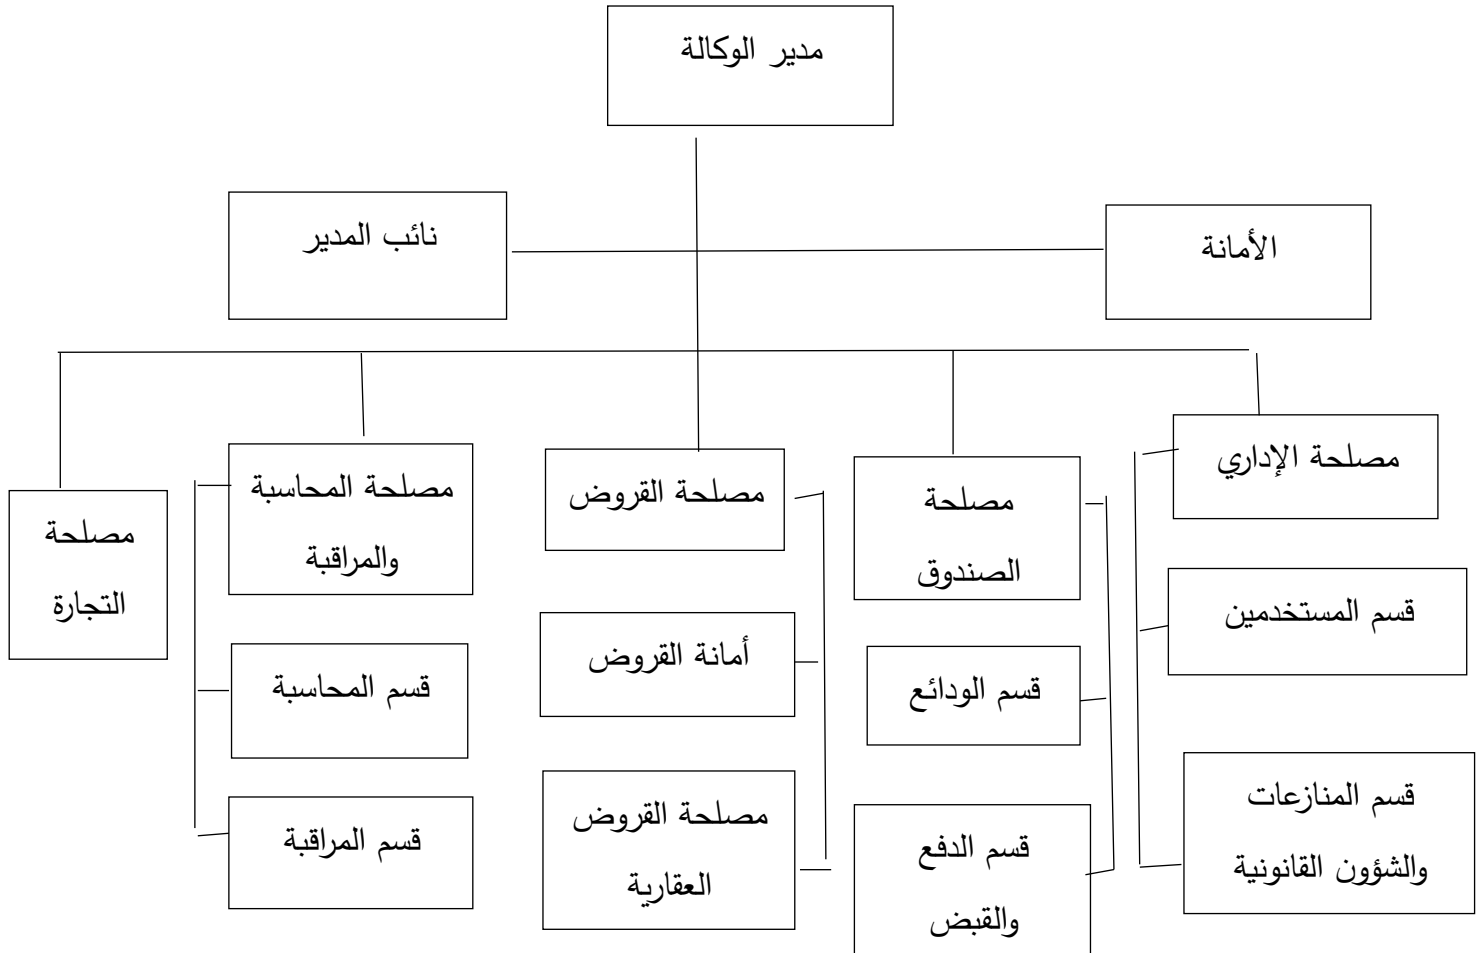 مدير الوكالة
الأمانة
نائب المدير
مصلحة الإداري
مصلحة
الصندوق
مصلحة القروض
مصلحة المحاسبة
والمراقبة
مصلحة
التجارة
قسم المستخدمين
قسم الودائع
أمانة القروض
قسم المحاسبة
قسم المنازعات
والشؤون القانونية
قسم الدفع
والقبض
مصلحة القروض
العقارية
قسم المراقبة